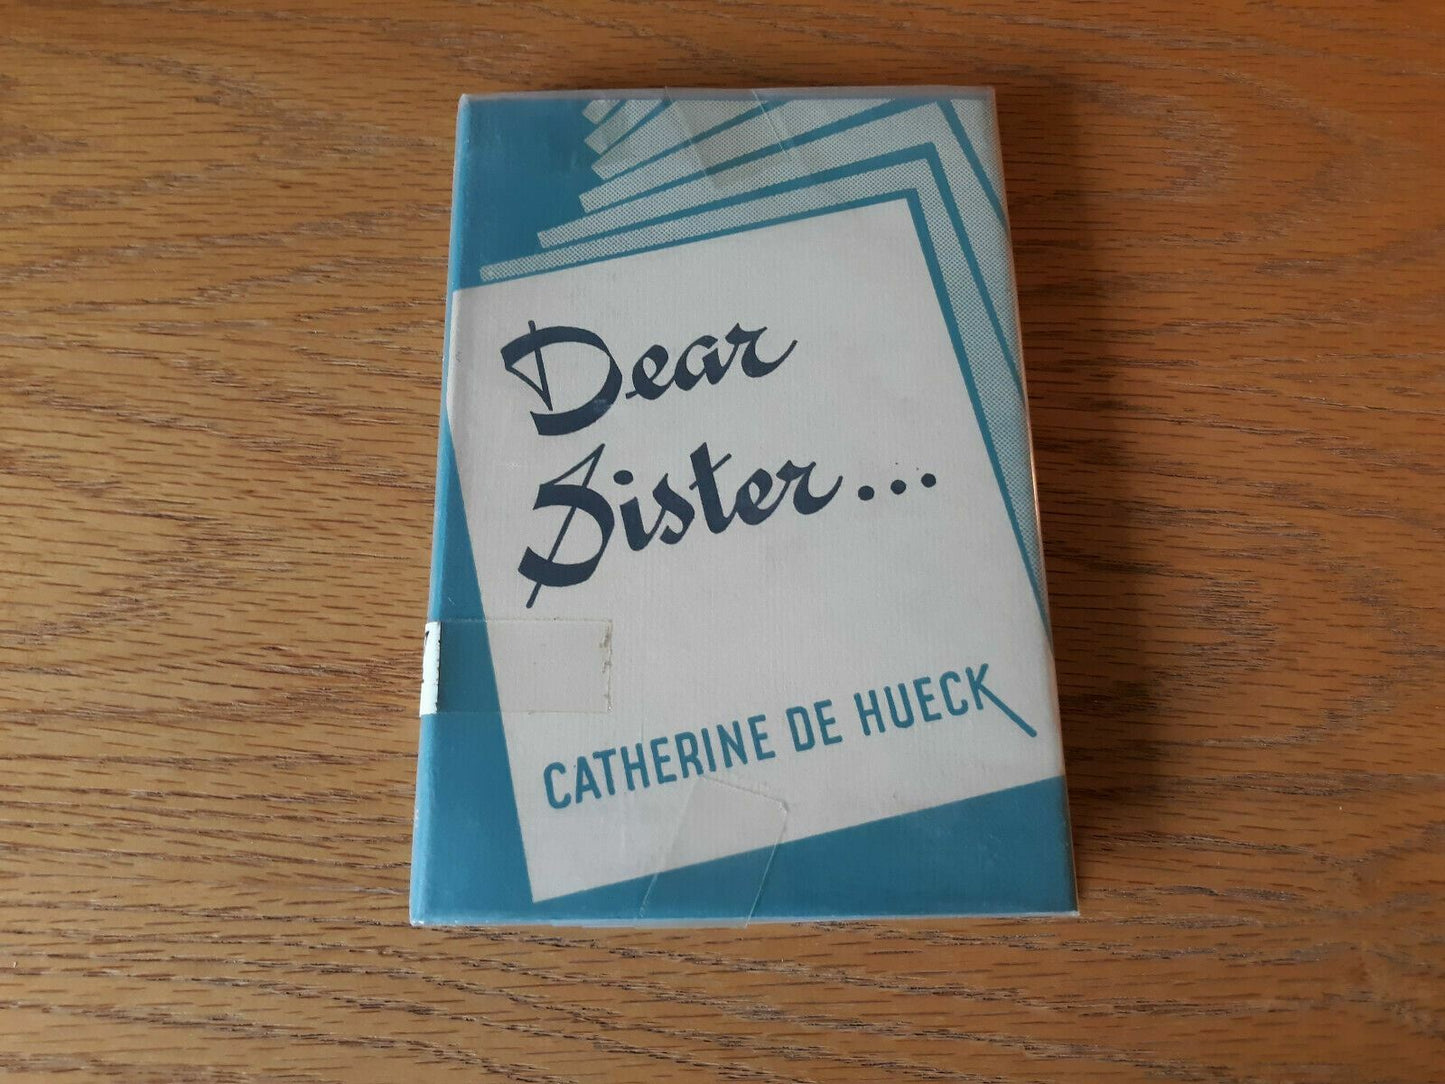 Dear
Sister...
CATHERINE DE HUECK